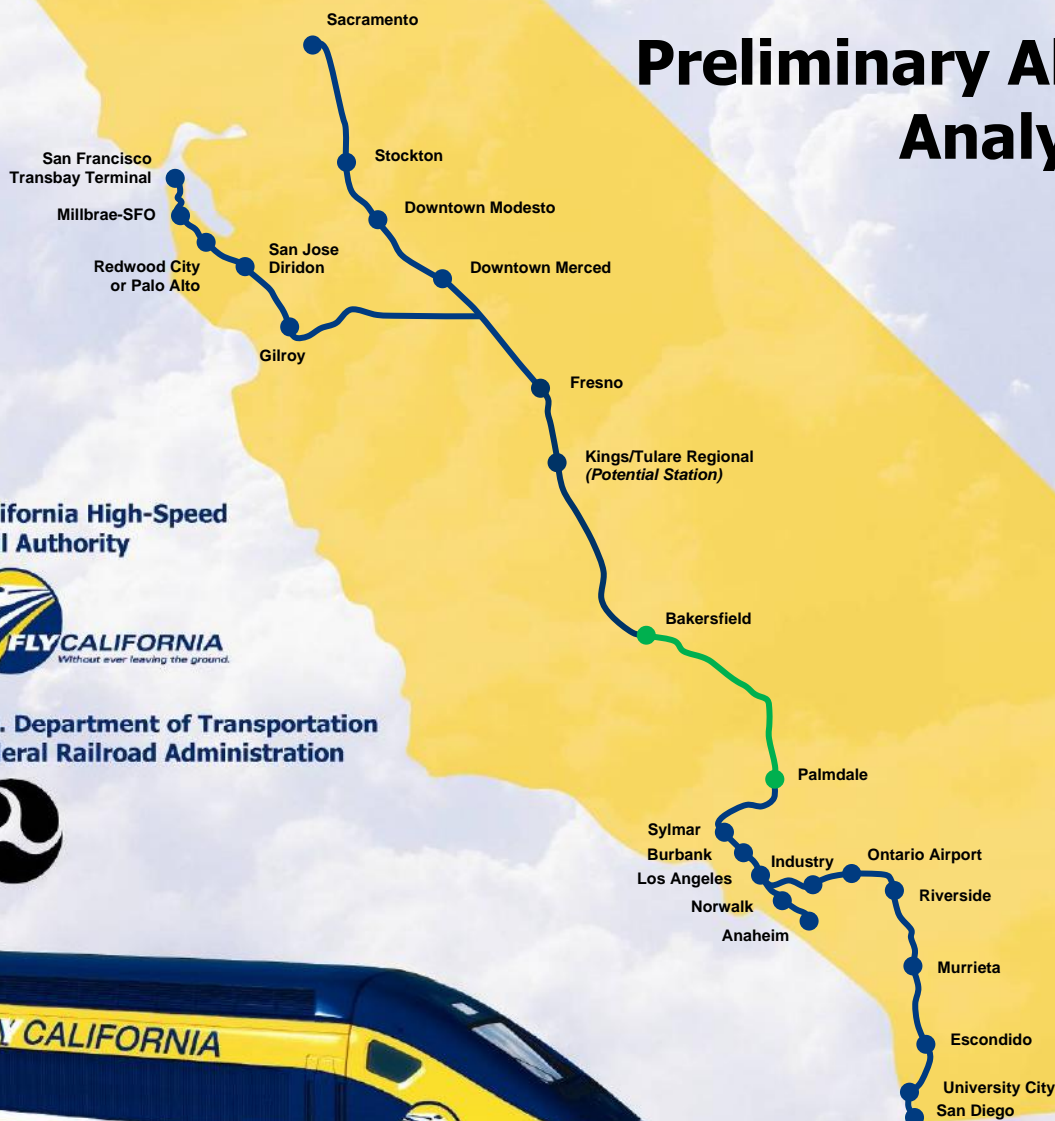 Preliminary Al
Analy
Sacramento
Stockton
San Francisco
Transbay Terminal
Downtown Modesto
Millbrae-SFO
San Jose
Diridon
Redwood City
or Palo Alto
Downtown Merced
Gilroy
Fresno
Kings/Tulare Regional
(Potential Station)
ifornia High-Speed
l Authority
FLYCALIFORNIA
Without ever leaving the ground.
Bakersfield
. Department of Transportation
deral Railroad Administration
Palmdale
Sylmar
Burbank
Los Angeles
Industry
Ontario Airport
Riverside
Norwalk
Anaheim
Murrieta
Escondido
University City
San Diego
Y CALIFORNIA